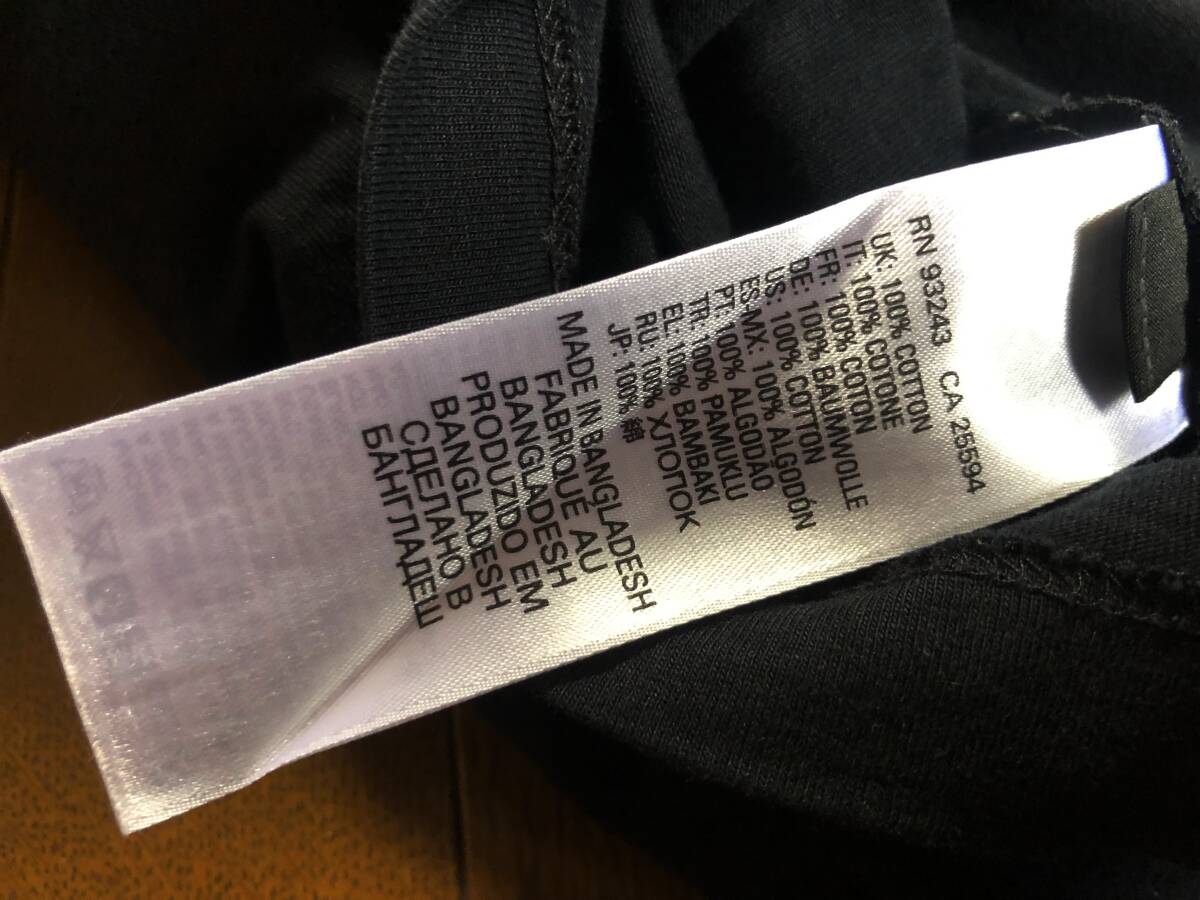 RN 93243 CA 25594
UK: 100% COTTON
IT: 100% COTONE
FR: 100% COTON
DE: 100% BAUMWOLLE
US: 100% COTTON
ES-MX: 100% ALGODÓN
PT: 100% ALGODÃO
TR: 100% PAMUKLU
EL: 100% BAMBAKI
RU: 100% ХЛОПОК
JP: 100% 綿
MADE IN BANGLADESH
FABRIQUÉ AU
BANGLADESH
PRODUZIDO EM
BANGLADESH
СДЕЛАНО В
БАНГЛАДЕШ